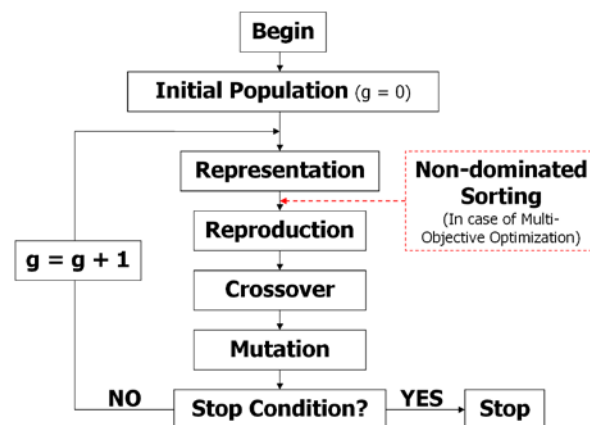 Begin
Initial Population (g = 0)
Representation
Non-dominated
Sorting
(In case of Multi-
Objective Optimization)
Reproduction
g = g + 1
Crossover
Mutation
NO
Stop Condition?
YES
Stop